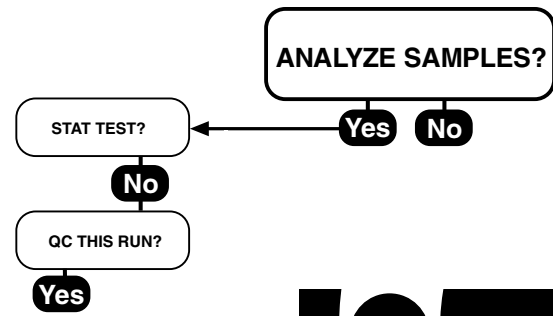 ANALYZE SAMPLES?
Yes
No
STAT TEST?
No
QC THIS RUN?
Yes